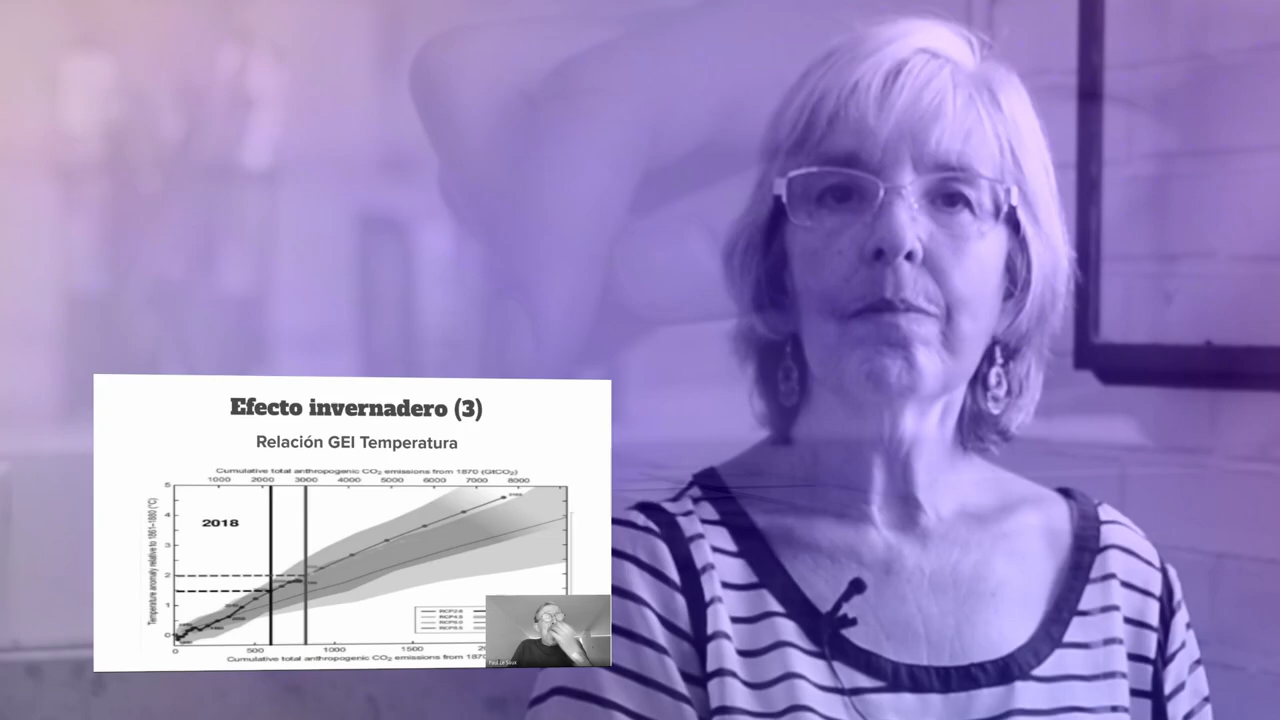 Efecto invernadero (3)
Relación GEI Temperatura
Cumulative total anthropogenic CO₂ emissions from 1870 (GtCO₂)
1000 2000 3000 4000 5000 6000 7000 8000
5
4
3
2
1
0
Temperature anomaly relative to 1861–1880 (°C)
2018
2100
RCP2.6
RCP4.5
RCP6.0
RCP8.5
0 500 1000 1500
Cumulative total anthropogenic CO₂ emissions from 1870